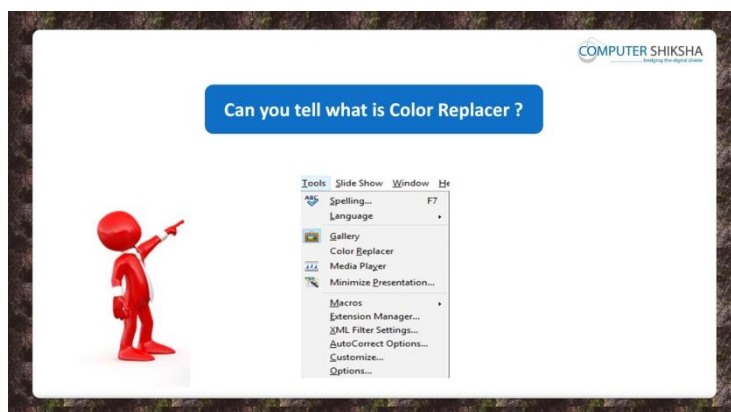 COMPUTER SHIKSHA
bridging the digital divide
Can you tell what is Color Replacer ?
Tools Slide Show Window He
ABC Spelling... F7
Language
Gallery
Color Replacer
Media Player
Minimize Presentation...
Macros
Extension Manager...
XML Filter Settings...
AutoCorrect Options...
Customize...
Options...